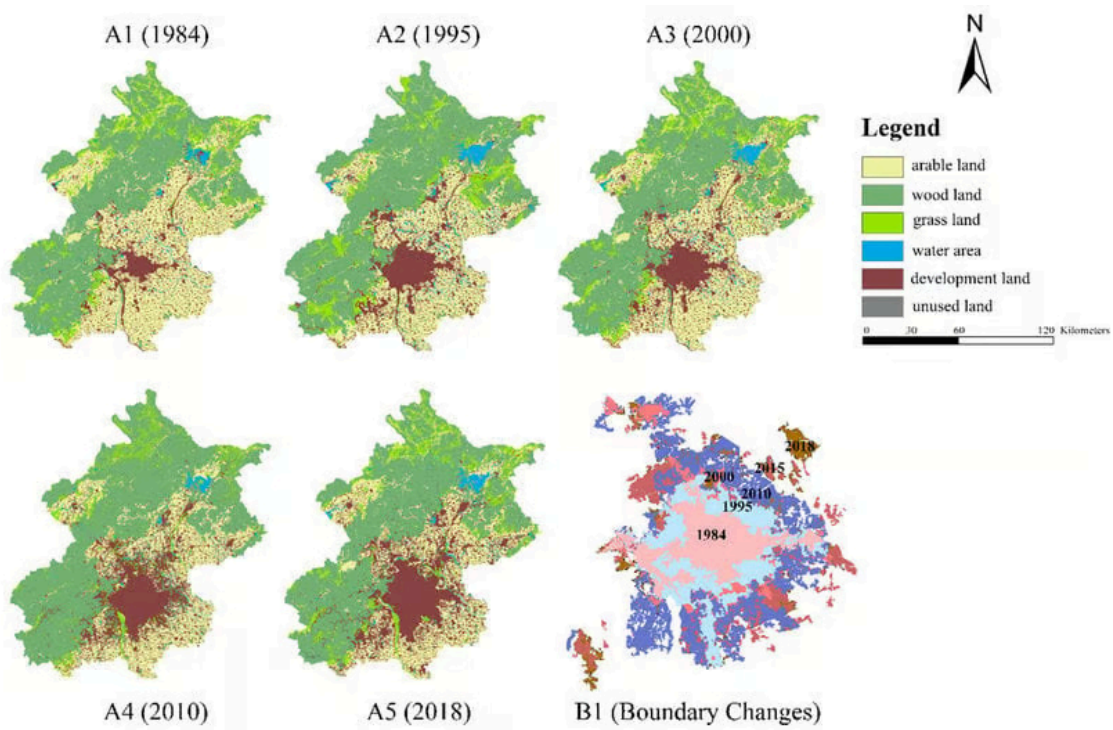 A1 (1984)
A2 (1995)
A3 (2000)
N
Legend
arable land
wood land
grass land
water area
development land
unused land
0 30 60 120 Kilometers
2018
2015
2000
2010
1995
1984
A4 (2010)
A5 (2018)
B1 (Boundary Changes)